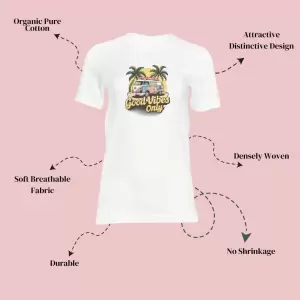 Organic Pure
Cotton
Attractive
Distinctive Design
Good Vibes
Only
Densely Woven
Soft Breathable
Fabric
No Shrinkage
Durable